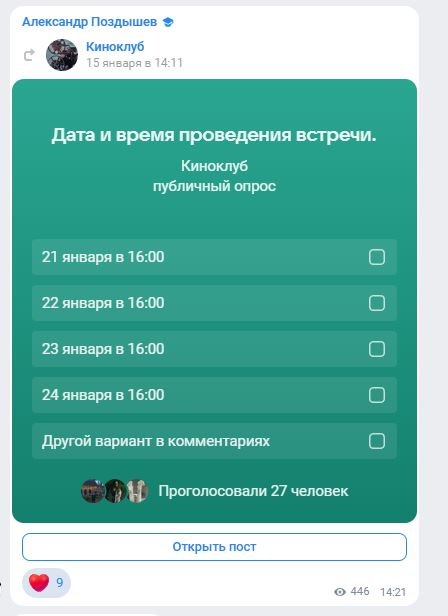 Александр Поздышев
Киноклуб
15 января в 14:11
Дата и время проведения встречи.
Киноклуб
публичный опрос
21 января в 16:00
22 января в 16:00
23 января в 16:00
24 января в 16:00
Другой вариант в комментариях
Проголосовали 27 человек
Открыть пост
9
446 14:21